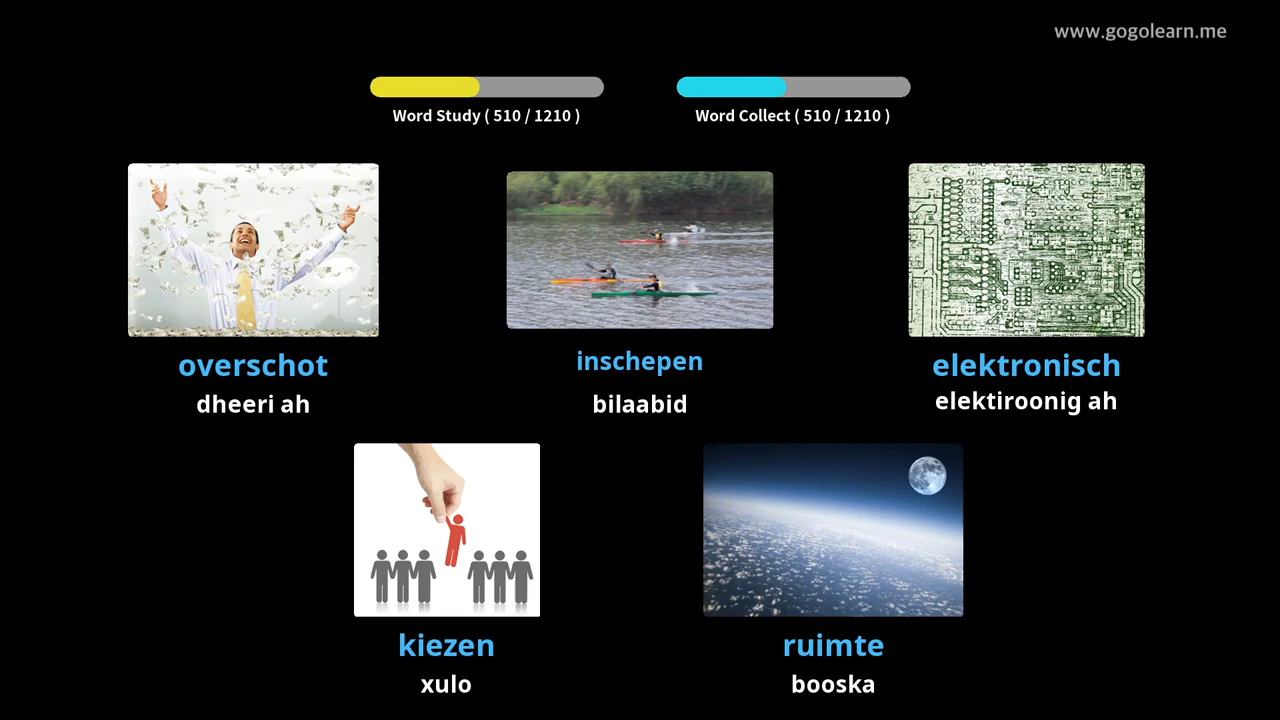 www.gogolearn.me
Word Study ( 510 / 1210 )
Word Collect ( 510 / 1210 )
overschot
dheeri ah
inschepen
bilaabid
elektronisch
elektiroonig ah
kiezen
xulo
ruimte
booska